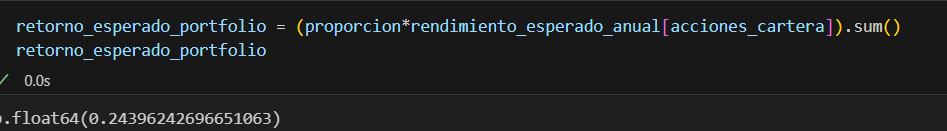 retorno_esperado_portfolio = (proporcion*rendimiento_esperado_anual[acciones_cartera]).sum()
retorno_esperado_portfolio
✓ 0.0s
.float64(0.24396242696651063)